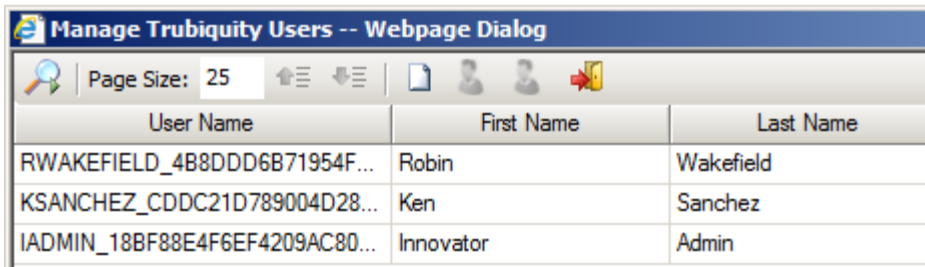 Manage Trubiquity Users -- Webpage Dialog
Page Size: 25
User Name First Name Last Name
RWAKEFIELD_4B8DDD6B71954F... Robin Wakefield
KSANCHEZ_CDDC21D789004D28... Ken Sanchez
IADMIN_18BF88E4F6EF4209AC80... Innovator Admin